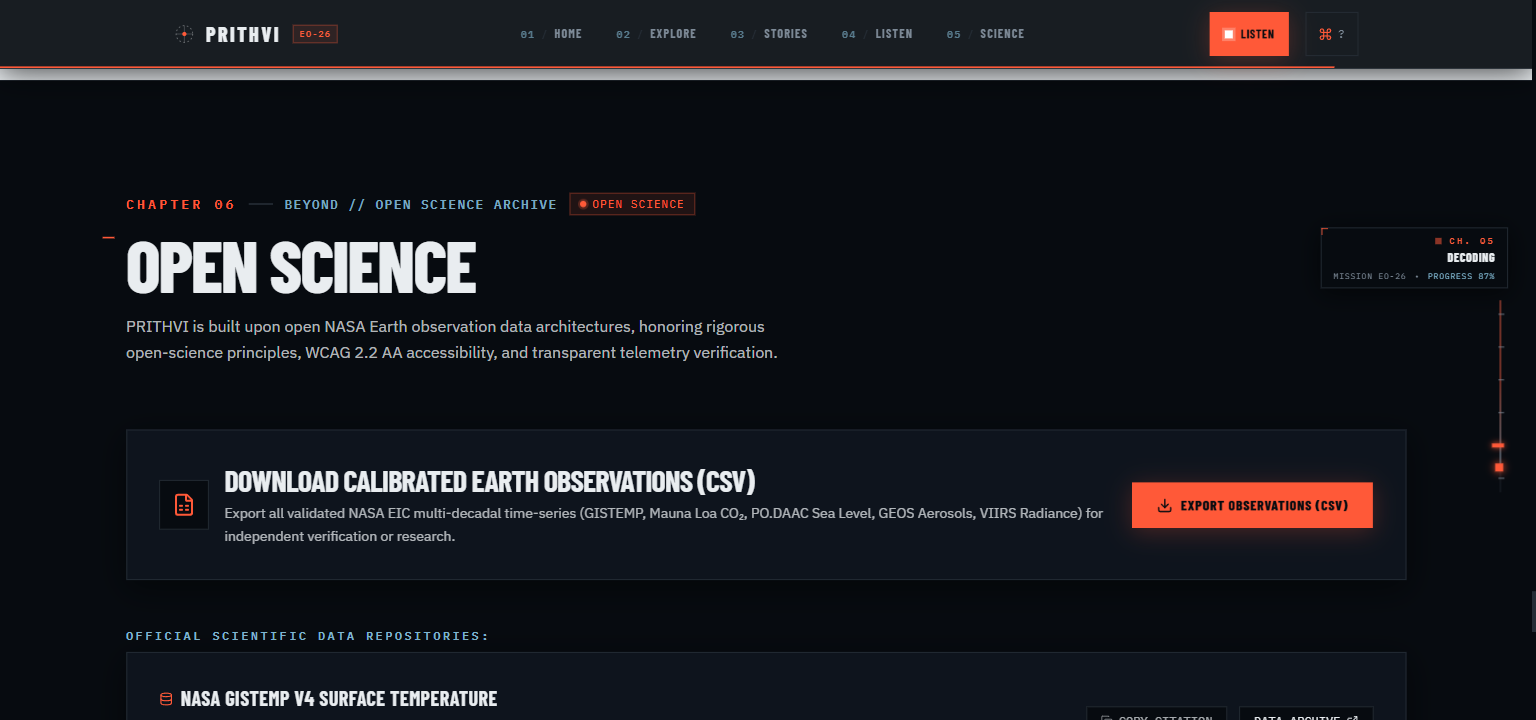 PRITHVI EO-26 01 / HOME 02 / EXPLORE 03 / STORIES 04 / LISTEN 05 / SCIENCE LISTEN ⌘ ?
CHAPTER 06 BEYOND // OPEN SCIENCE ARCHIVE OPEN SCIENCE
OPEN SCIENCE
PRITHVI is built upon open NASA Earth observation data architectures, honoring rigorous
open-science principles, WCAG 2.2 AA accessibility, and transparent telemetry verification.
CH. 05
DECODING
MISSION EO-26 • PROGRESS 87%
DOWNLOAD CALIBRATED EARTH OBSERVATIONS (CSV)
Export all validated NASA EIC multi-decadal time-series (GISTEMP, Mauna Loa CO₂, PO.DAAC Sea Level, GEOS Aerosols, VIIRS Radiance) for
independent verification or research.
EXPORT OBSERVATIONS (CSV)
OFFICIAL SCIENTIFIC DATA REPOSITORIES:
NASA GISTEMP V4 SURFACE TEMPERATURE
COPY CITATION DATA ARCHIVE